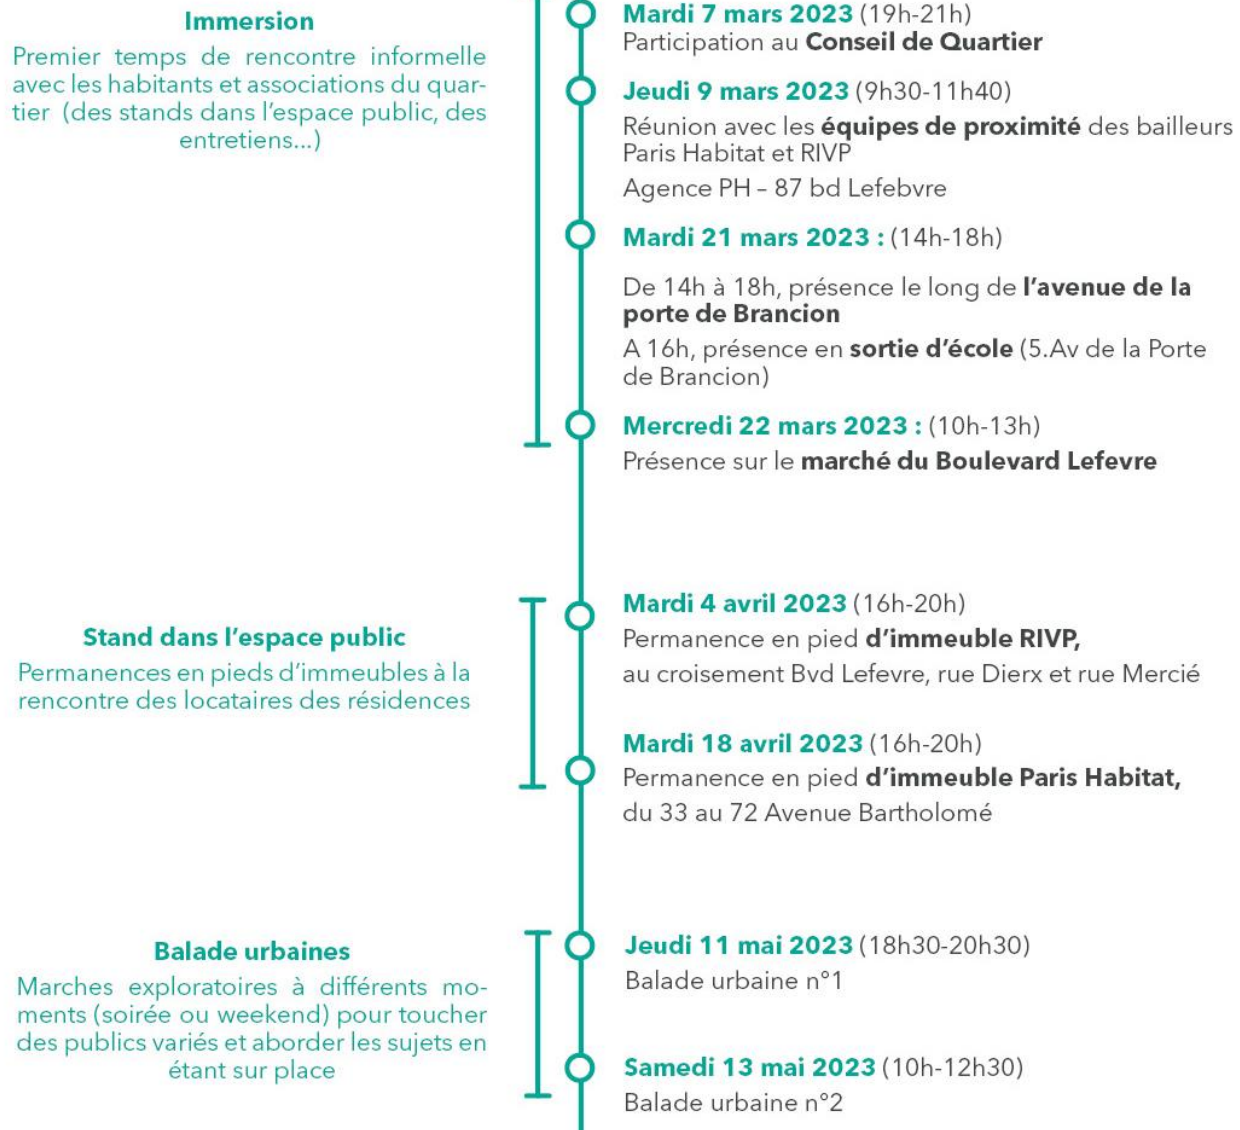 Immersion
Premier temps de rencontre informelle
avec les habitants et associations du quar-
tier (des stands dans l'espace public, des
entretiens...)
Mardi 7 mars 2023 (19h-21h)
Participation au Conseil de Quartier
Jeudi 9 mars 2023 (9h30-11h40)
Réunion avec les équipes de proximité des bailleurs
Paris Habitat et RIVP
Agence PH – 87 bd Lefebvre
Mardi 21 mars 2023 : (14h-18h)
De 14h à 18h, présence le long de l'avenue de la
porte de Brancion
A 16h, présence en sortie d'école (5.Av de la Porte
de Brancion)
Mercredi 22 mars 2023 : (10h-13h)
Présence sur le marché du Boulevard Lefevre
Stand dans l'espace public
Permanences en pieds d'immeubles à la
rencontre des locataires des résidences
Mardi 4 avril 2023 (16h-20h)
Permanence en pied d'immeuble RIVP,
au croisement Bvd Lefevre, rue Dierx et rue Mercié
Mardi 18 avril 2023 (16h-20h)
Permanence en pied d'immeuble Paris Habitat,
du 33 au 72 Avenue Bartholomé
Balade urbaines
Marches exploratoires à différents mo-
ments (soirée ou weekend) pour toucher
des publics variés et aborder les sujets en
étant sur place
Jeudi 11 mai 2023 (18h30-20h30)
Balade urbaine n°1
Samedi 13 mai 2023 (10h-12h30)
Balade urbaine n°2